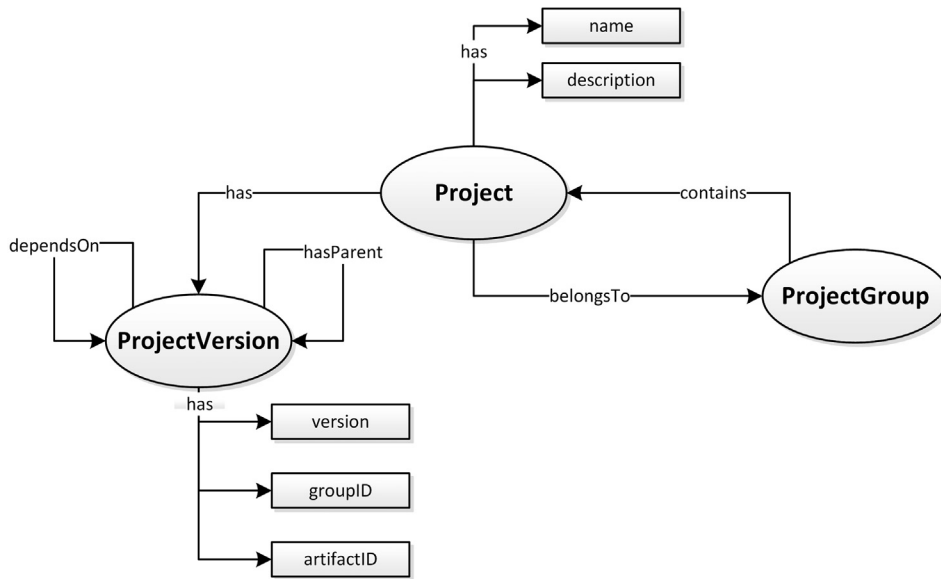 name
has
description
Project
has
contains
dependsOn
hasParent
belongsTo
ProjectGroup
ProjectVersion
has
version
groupID
artifactID